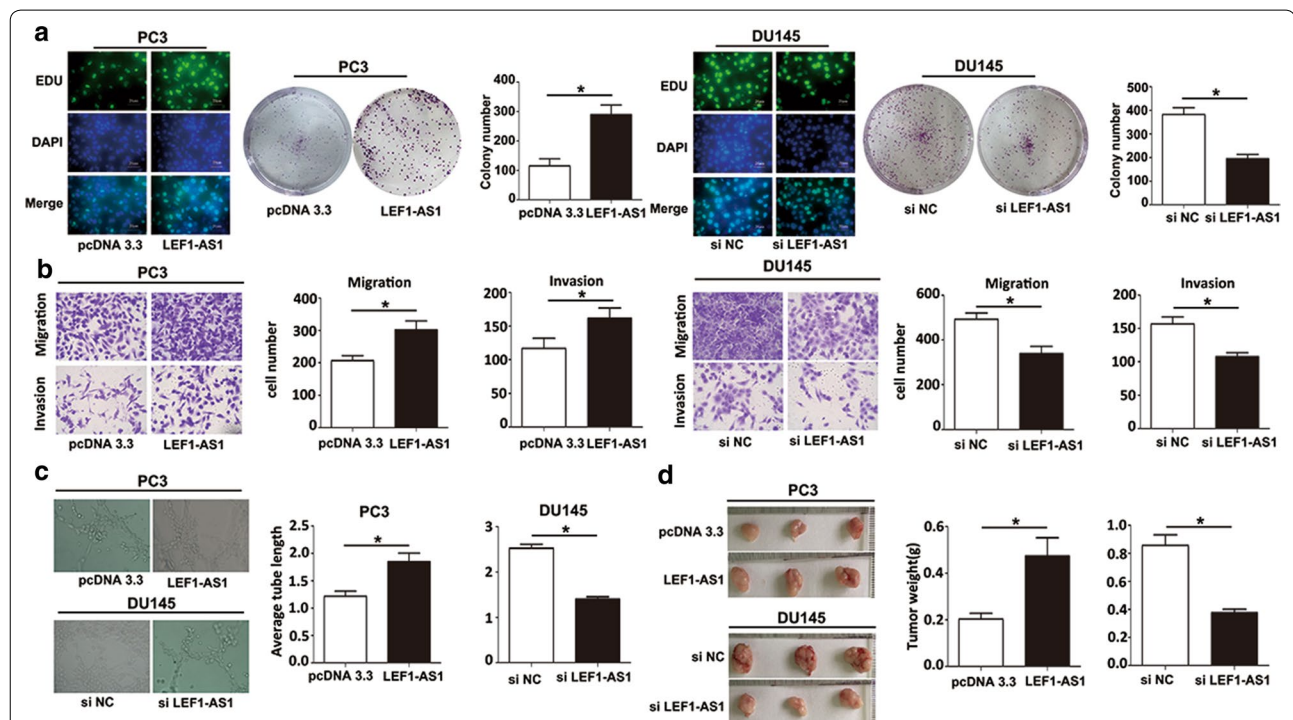 a
PC3
EDU
DAPI
Merge
pcDNA 3.3 LEF1-AS1
PC3
pcDNA 3.3 LEF1-AS1
Colony number
400
300
200
100
0
*
pcDNA 3.3 LEF1-AS1
DU145
EDU
DAPI
Merge
si NC si LEF1-AS1
DU145
si NC si LEF1-AS1
Colony number
500
400
300
200
100
0
*
si NC si LEF1-AS1
b
PC3
Migration
Invasion
pcDNA 3.3 LEF1-AS1
Migration
cell number
400
300
200
100
0
*
pcDNA 3.3 LEF1-AS1
Invasion
200
150
100
50
0
*
pcDNA 3.3 LEF1-AS1
DU145
Migration
Invasion
si NC si LEF1-AS1
Migration
cell number
600
400
200
0
*
si NC si LEF1-AS1
Invasion
200
150
100
50
0
*
si NC si LEF1-AS1
c
PC3
pcDNA 3.3 LEF1-AS1
DU145
si NC si LEF1-AS1
PC3
Average tube length
2.5
2.0
1.5
1.0
0.5
0.0
*
pcDNA 3.3 LEF1-AS1
DU145
3
2
1
0
*
si NC si LEF1-AS1
d
PC3
pcDNA 3.3
LEF1-AS1
DU145
si NC
si LEF1-AS1
Tumor weight(g)
0.6
0.4
0.2
0.0
*
pcDNA 3.3 LEF1-AS1
1.0
0.8
0.6
0.4
0.2
0.0
*
si NC si LEF1-AS1